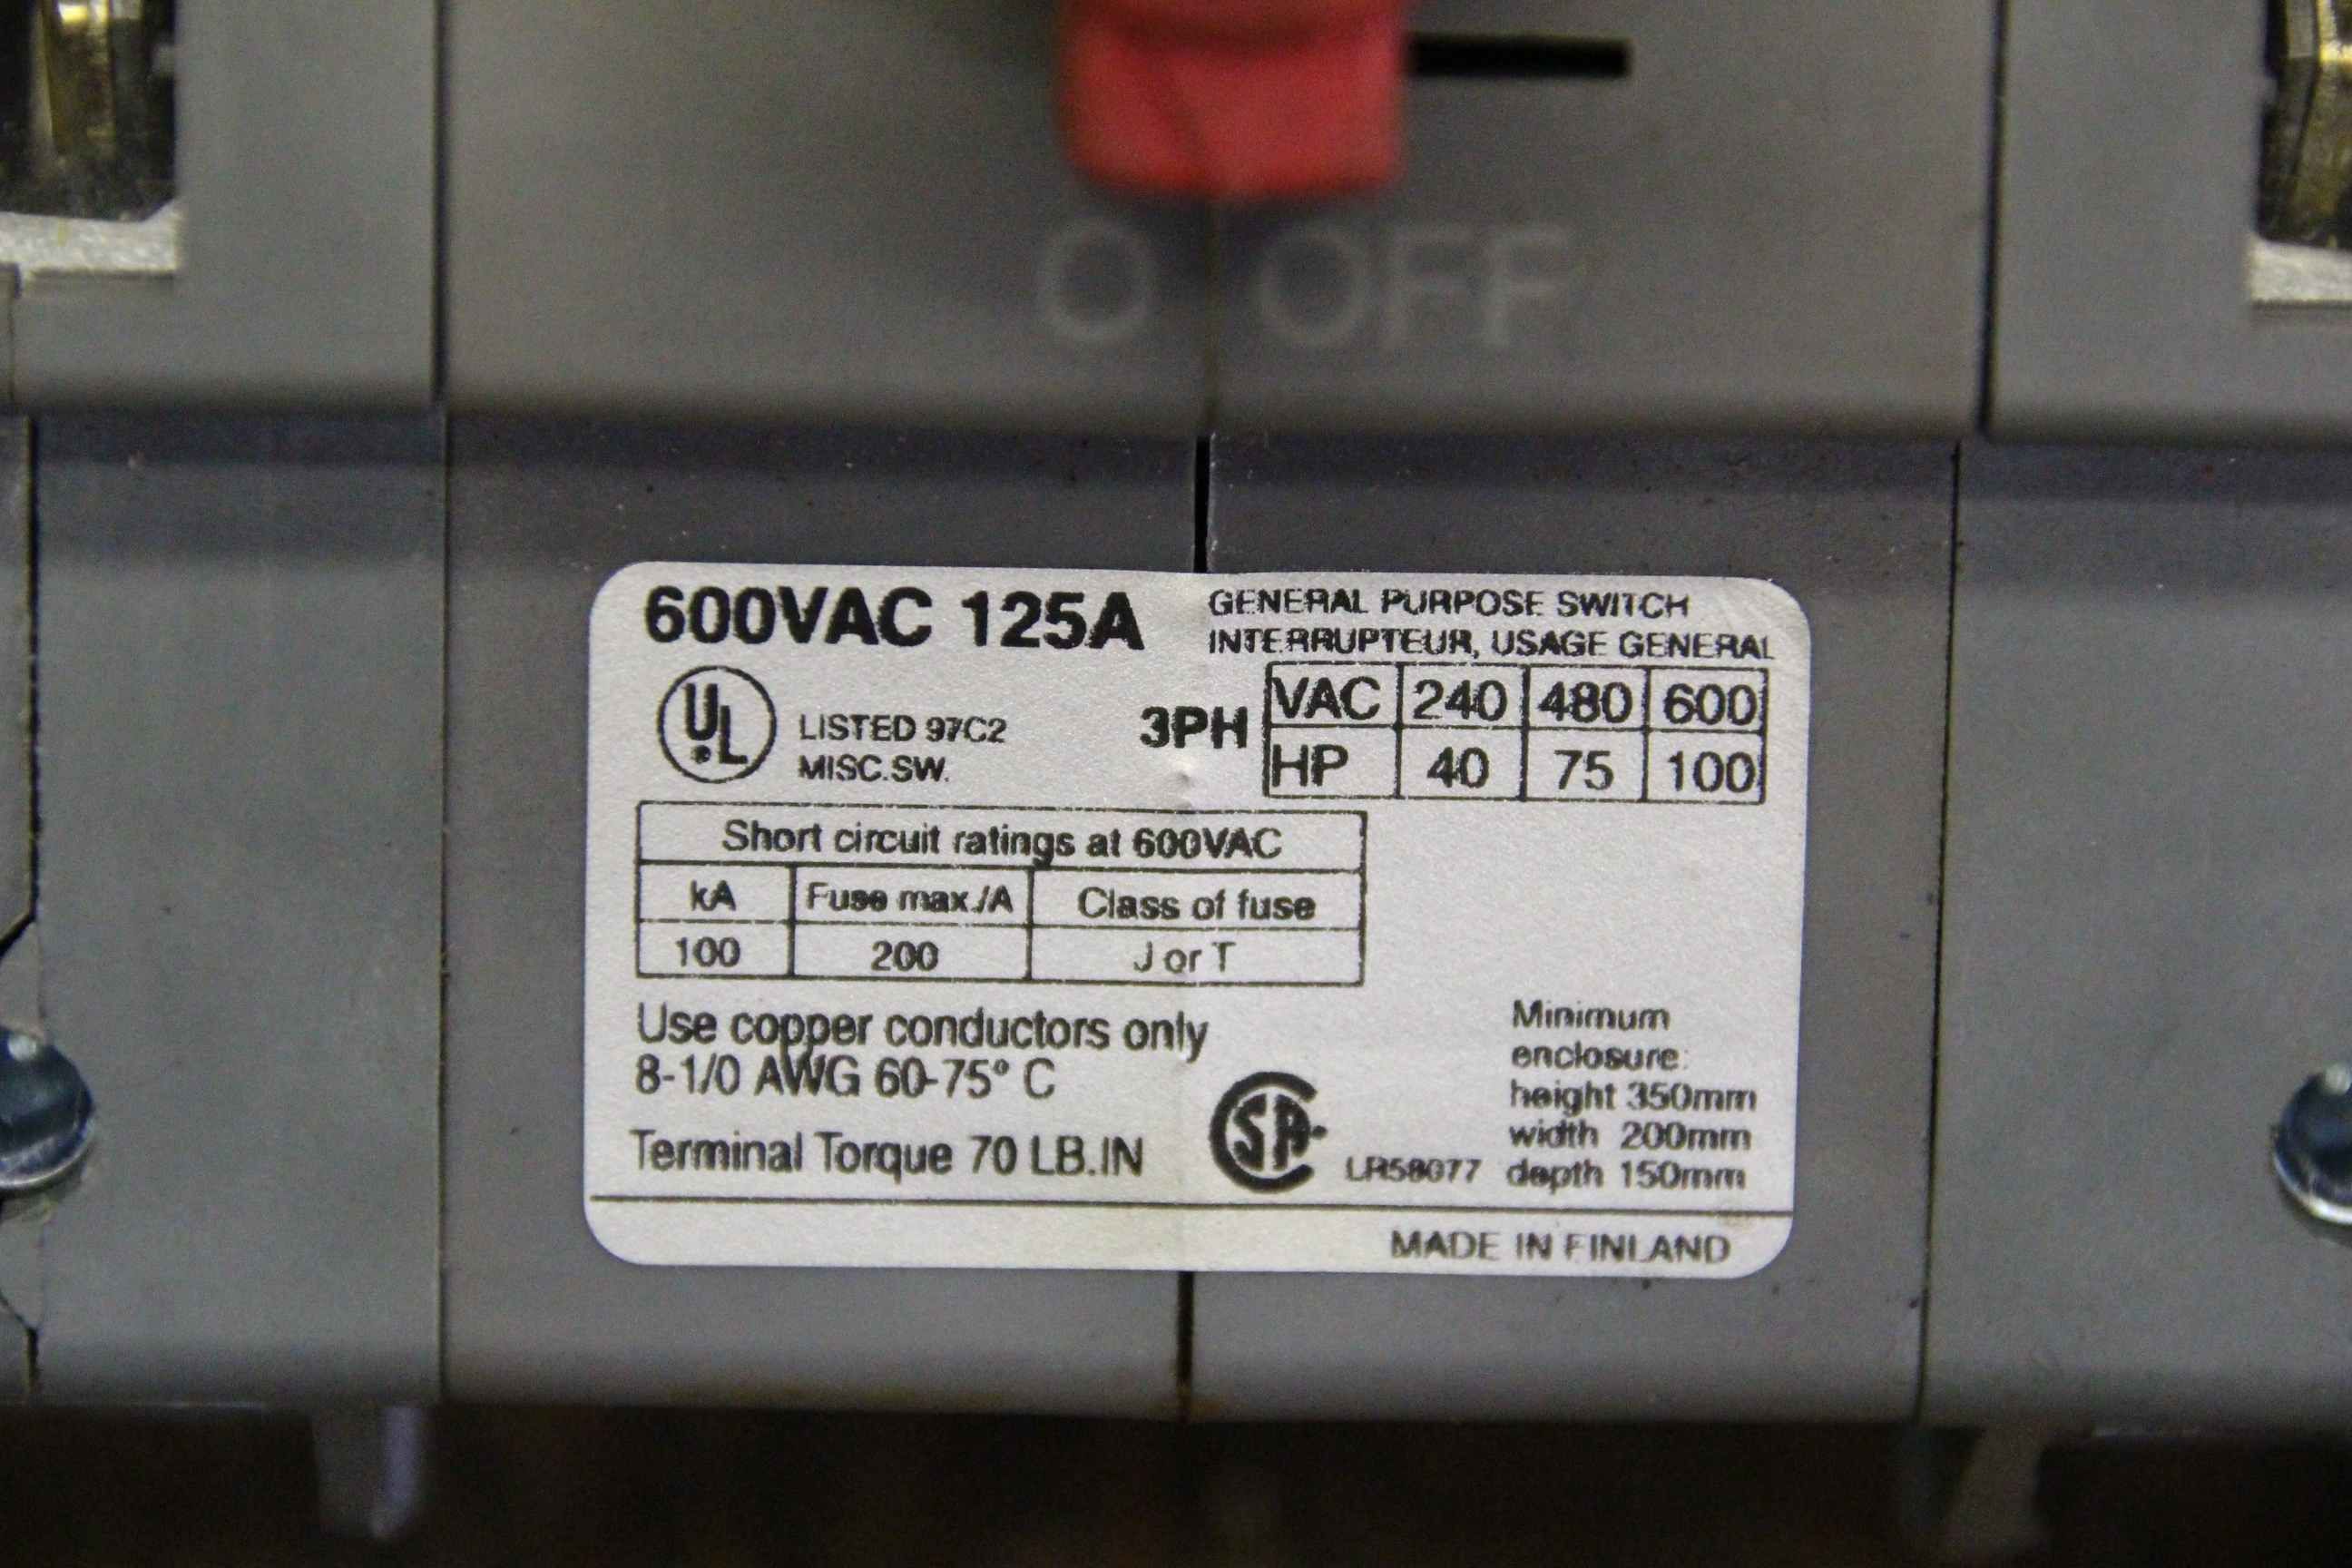 O OFF
600VAC 125A
GENERAL PURPOSE SWITCH
INTERRUPTEUR, USAGE GENERAL
UL
LISTED 97C2
MISC.SW.
3PH
VAC 240 480 600
HP 40 75 100
Short circuit ratings at 600VAC
kA Fuse max./A Class of fuse
100 200 J or T
Use copper conductors only
8-1/0 AWG 60-75° C
Terminal Torque 70 LB.IN
SA
LR58077
Minimum
enclosure:
height 350mm
width 200mm
depth 150mm
MADE IN FINLAND